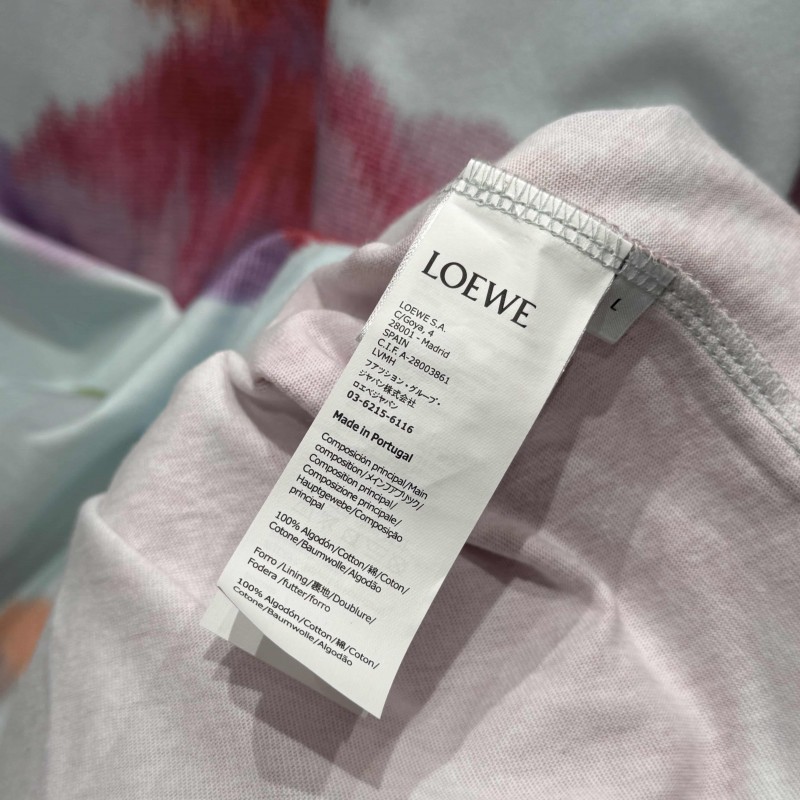 LOEWE
LOEWE S.A.
C/Goya, 4
28001 - Madrid
SPAIN
C.I.F. A-28003861
LVMH
ファッション・グループ・
ジャパン株式会社
ロエベジャパン
03-6215-6116
Made in Portugal
Composición principal/Main
composition/メインファブリック/
Composition principal/
Composizione principale/
Hauptgewebe/Composição
principal
100% Algodón/Cotton/綿/Coton/
Cotone/Baumwolle/Algodão
Forro /Lining/裏地/Doublure/
Fodera /futter/forro
100% Algodón/Cotton/綿/Coton/
Cotone/Baumwolle/Algodão
L